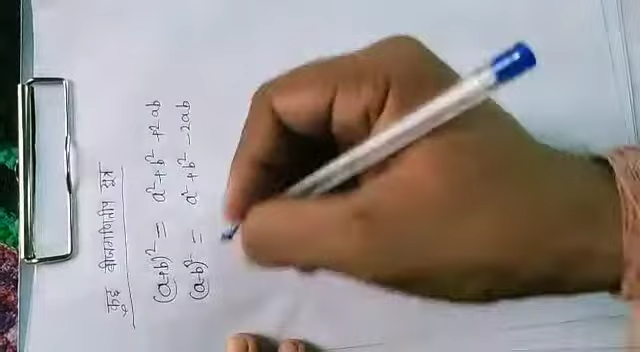 कुछ बीजगणितीय सूत्र
(a+b)² = a²+b²+2ab
(a-b)² = a²+b²-2ab